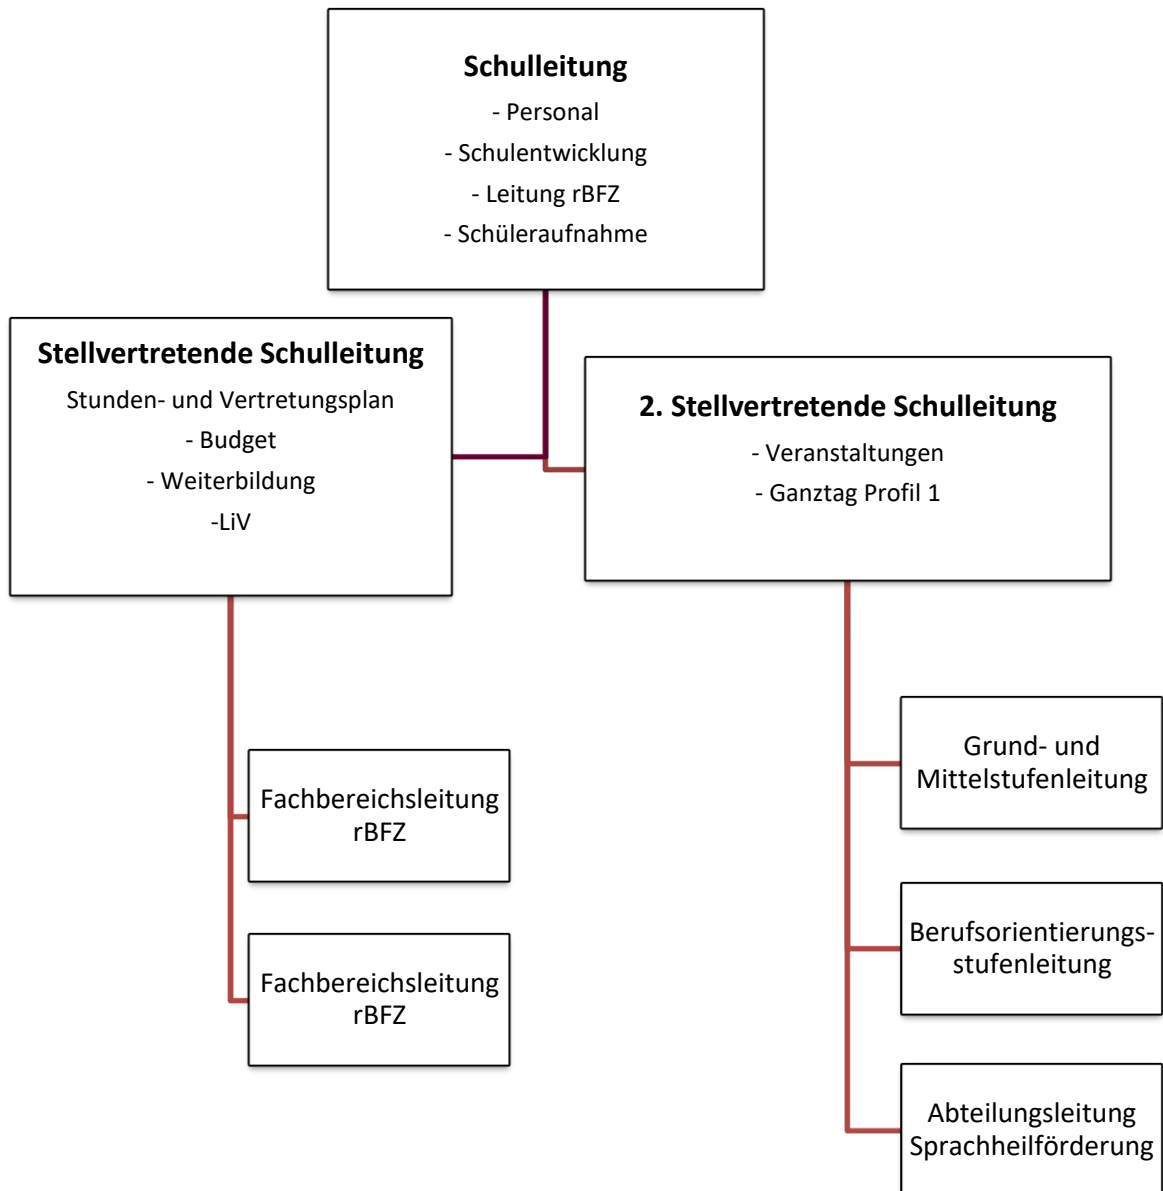 Schulleitung
- Personal
- Schulentwicklung
- Leitung rBFZ
- Schüleraufnahme
Stellvertretende Schulleitung
Stunden- und Vertretungsplan
- Budget
- Weiterbildung
-LiV
2. Stellvertretende Schulleitung
- Veranstaltungen
- Ganztag Profil 1
Fachbereichsleitung
rBFZ
Fachbereichsleitung
rBFZ
Grund- und
Mittelstufenleitung
Berufsorientierungs-
stufenleitung
Abteilungsleitung
Sprachheilförderung